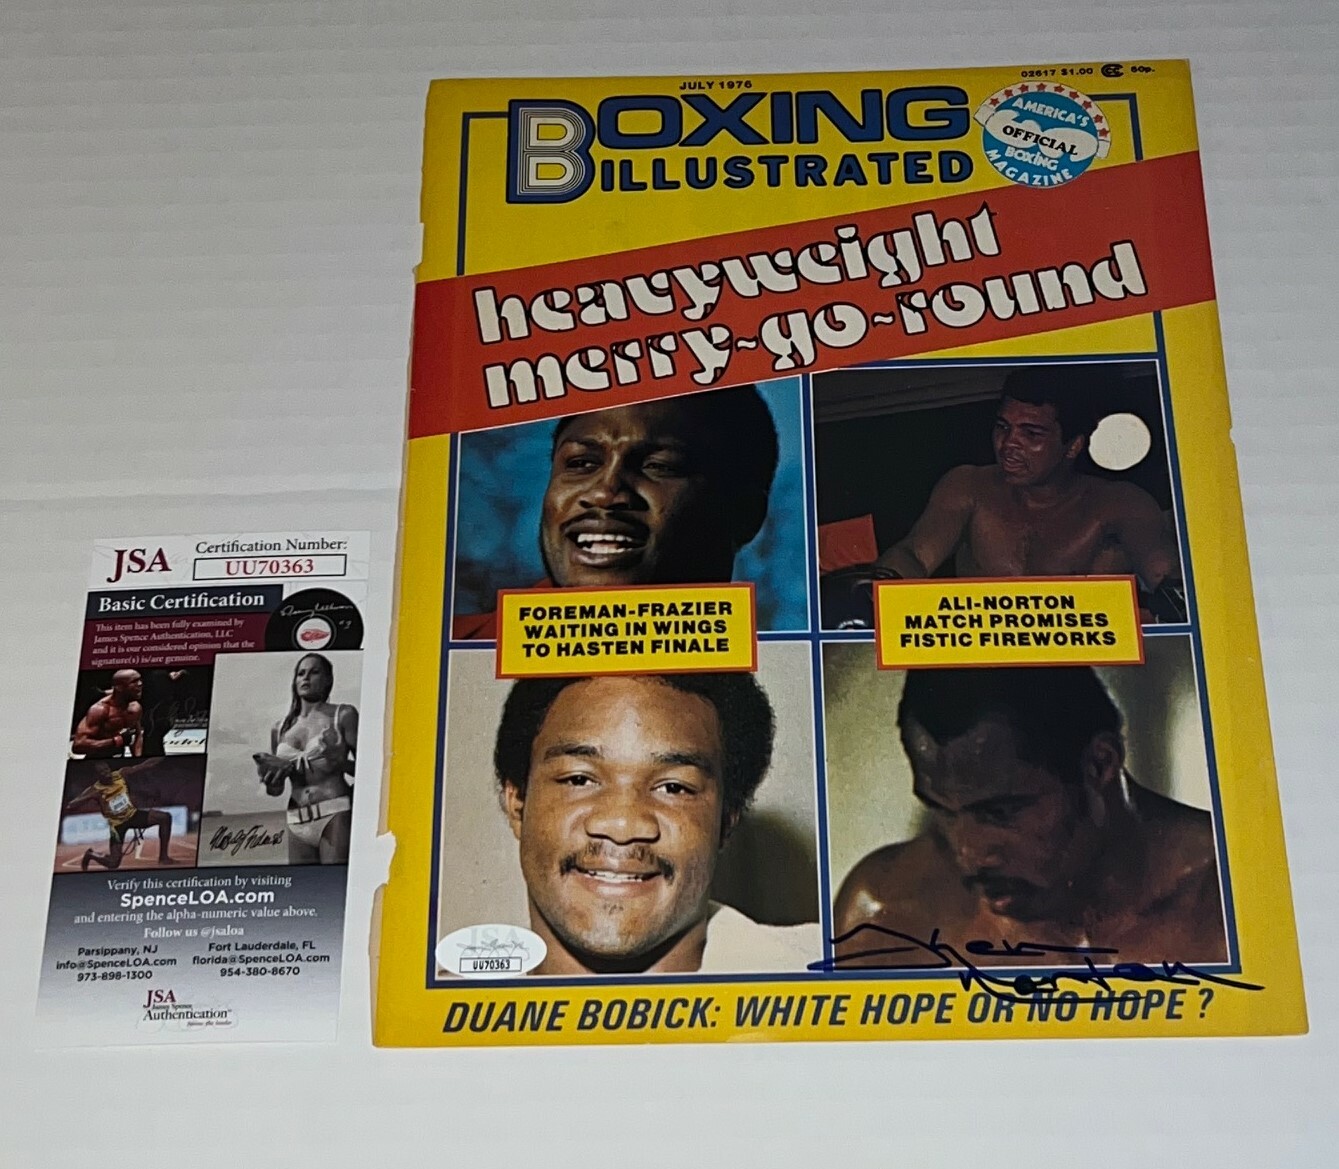 JULY 1976
02617 $1.00 CC 60p.
BOXING
ILLUSTRATED
AMERICA'S
OFFICIAL
BOXING
MAGAZINE
heavyweight
merry-go-round
FOREMAN-FRAZIER
WAITING IN WINGS
TO HASTEN FINALE
ALI-NORTON
MATCH PROMISES
FISTIC FIREWORKS
JSA
UU70363
Ken
Norton
DUANE BOBICK: WHITE HOPE OR NO HOPE ?
JSA
Certification Number:
UU70363
Basic Certification
This item has been fully examined by
James Spence Authentication, LLC
and it is our considered opinion that the
signature(s) is/are genuine.
Verify this certification by visiting
SpenceLOA.com
and entering the alpha-numeric value above.
Follow us @jsaloa
Parsippany, NJ
info@SpenceLOA.com
973-898-1300
Fort Lauderdale, FL
florida@SpenceLOA.com
954-380-8670
JSA
James Spence
Authentication